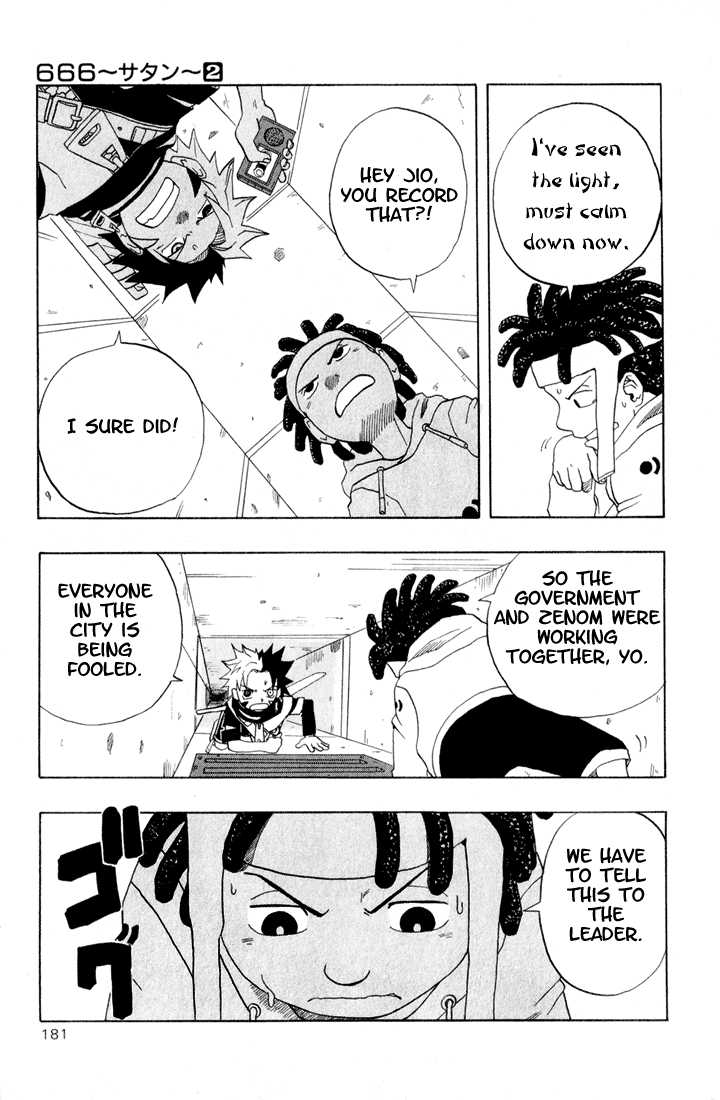 666~サタン~2
I've seen
the light,
must calm
down now.
HEY JIO,
YOU RECORD
THAT?!
I SURE DID!
SO THE
GOVERNMENT
AND ZENOM WERE
WORKING
TOGETHER, YO.
EVERYONE
IN THE
CITY IS
BEING
FOOLED.
WE HAVE
TO TELL
THIS TO
THE
LEADER.
ゴク
181